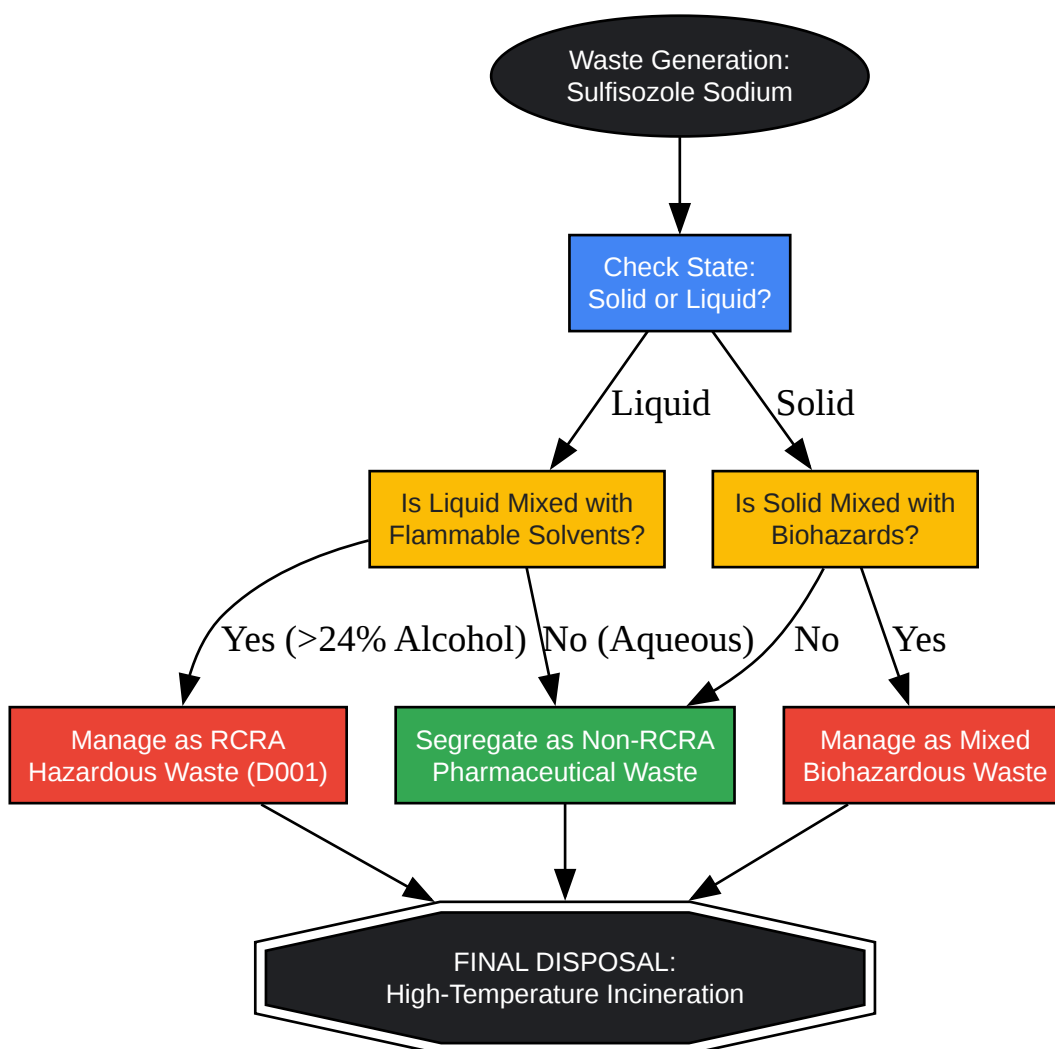 Waste Generation:
Sulfisozole Sodium
Check State:
Solid or Liquid?
Liquid
Solid
Is Liquid Mixed with
Flammable Solvents?
Is Solid Mixed with
Biohazards?
Yes (>24% Alcohol)
No (Aqueous)
No
Yes
Manage as RCRA
Hazardous Waste (D001)
Segregate as Non-RCRA
Pharmaceutical Waste
Manage as Mixed
Biohazardous Waste
FINAL DISPOSAL:
High-Temperature Incineration